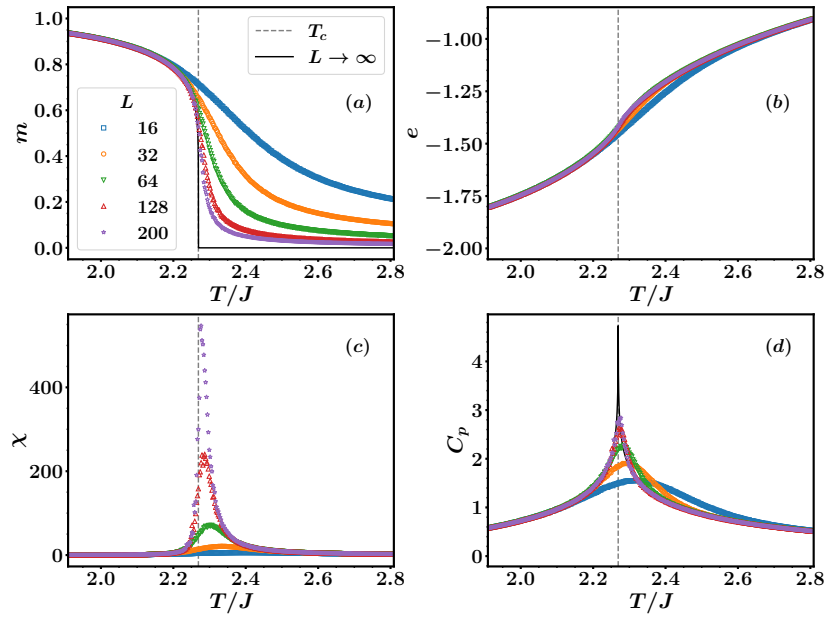 1.0
0.8
0.6
0.4
0.2
0.0
m
2.0 2.2 2.4 2.6 2.8
T/J
T_c
L → ∞
(a)
L
16
32
64
128
200
−1.00
−1.25
−1.50
−1.75
−2.00
e
(b)
2.0 2.2 2.4 2.6 2.8
T/J
400
200
0
χ
(c)
2.0 2.2 2.4 2.6 2.8
T/J
4
3
2
1
0
C_p
(d)
2.0 2.2 2.4 2.6 2.8
T/J